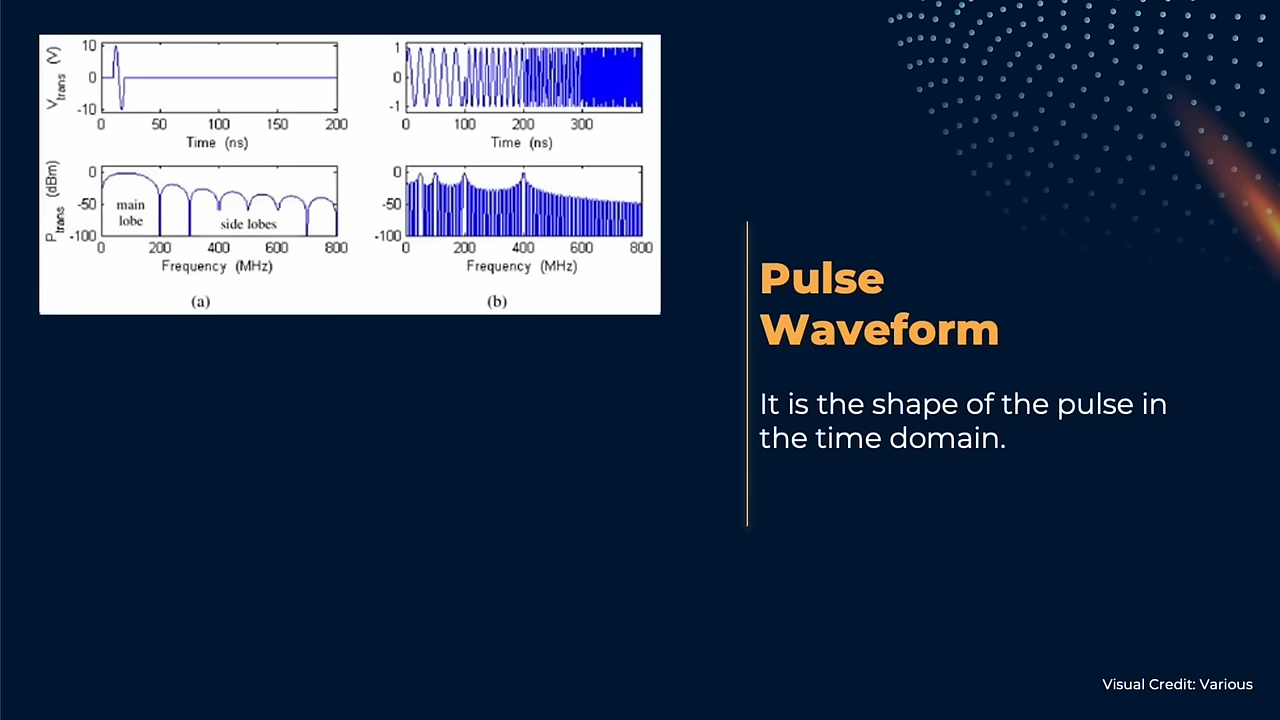 V_trans (V)
10
0
-10
0 50 100 150 200
Time (ns)
1
0
-1
0 100 200 300
Time (ns)
P_trans (dBm)
0
-50
-100
main
lobe
side lobes
0 200 400 600 800
Frequency (MHz)
(a)
0
-50
-100
0 200 400 600 800
Frequency (MHz)
(b)
Pulse
Waveform
It is the shape of the pulse in
the time domain.
Visual Credit: Various